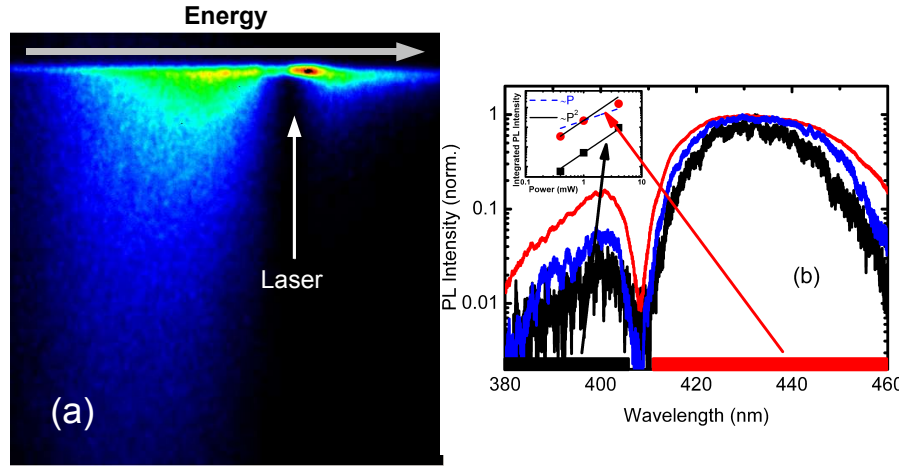 Energy
Laser
(a)
PL Intensity (norm.)
1
0.1
0.01
Integrated PL Intensity
~P
~P²
0.1
1
10
Power (mW)
(b)
380
400
420
440
460
Wavelength (nm)